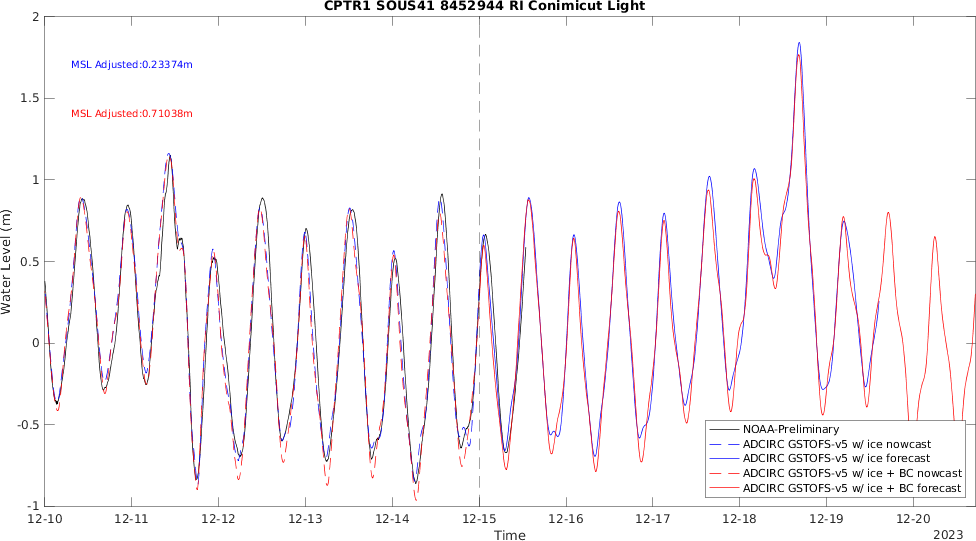 CPTR1 SOUS41 8452944 RI Conimicut Light
2
1.5
1
0.5
0
-0.5
-1
Water Level (m)
MSL Adjusted:0.23374m
MSL Adjusted:0.71038m
NOAA-Preliminary
ADCIRC GSTOFS-v5 w/ ice nowcast
ADCIRC GSTOFS-v5 w/ ice forecast
ADCIRC GSTOFS-v5 w/ ice + BC nowcast
ADCIRC GSTOFS-v5 w/ ice + BC forecast
12-10 12-11 12-12 12-13 12-14 12-15 12-16 12-17 12-18 12-19 12-20
Time
2023